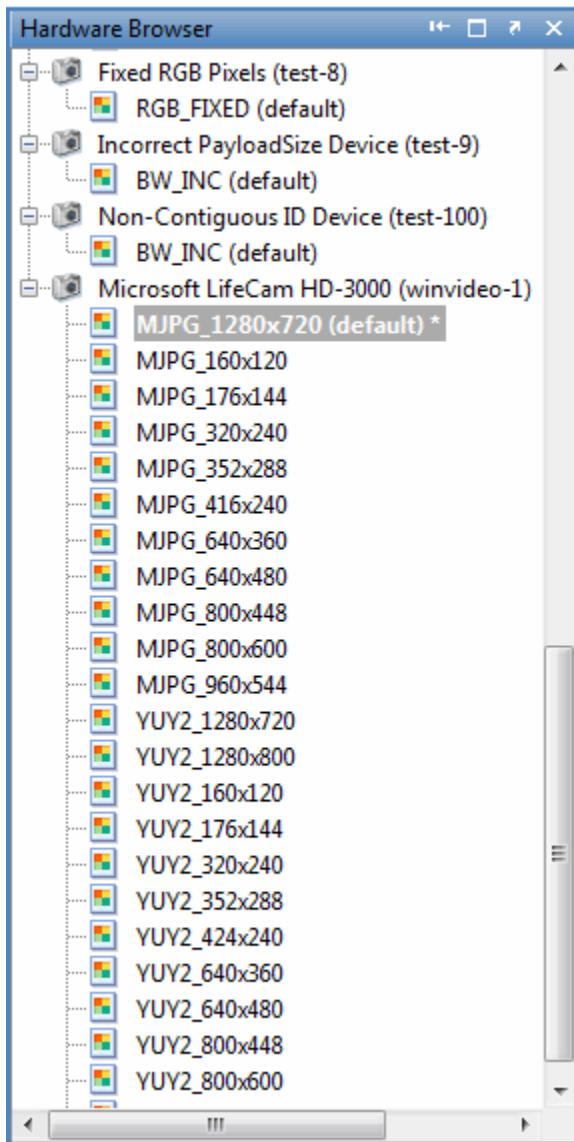 Hardware Browser
Fixed RGB Pixels (test-8)
RGB_FIXED (default)
Incorrect PayloadSize Device (test-9)
BW_INC (default)
Non-Contiguous ID Device (test-100)
BW_INC (default)
Microsoft LifeCam HD-3000 (winvideo-1)
MJPG_1280x720 (default) *
MJPG_160x120
MJPG_176x144
MJPG_320x240
MJPG_352x288
MJPG_416x240
MJPG_640x360
MJPG_640x480
MJPG_800x448
MJPG_800x600
MJPG_960x544
YUY2_1280x720
YUY2_1280x800
YUY2_160x120
YUY2_176x144
YUY2_320x240
YUY2_352x288
YUY2_424x240
YUY2_640x360
YUY2_640x480
YUY2_800x448
YUY2_800x600